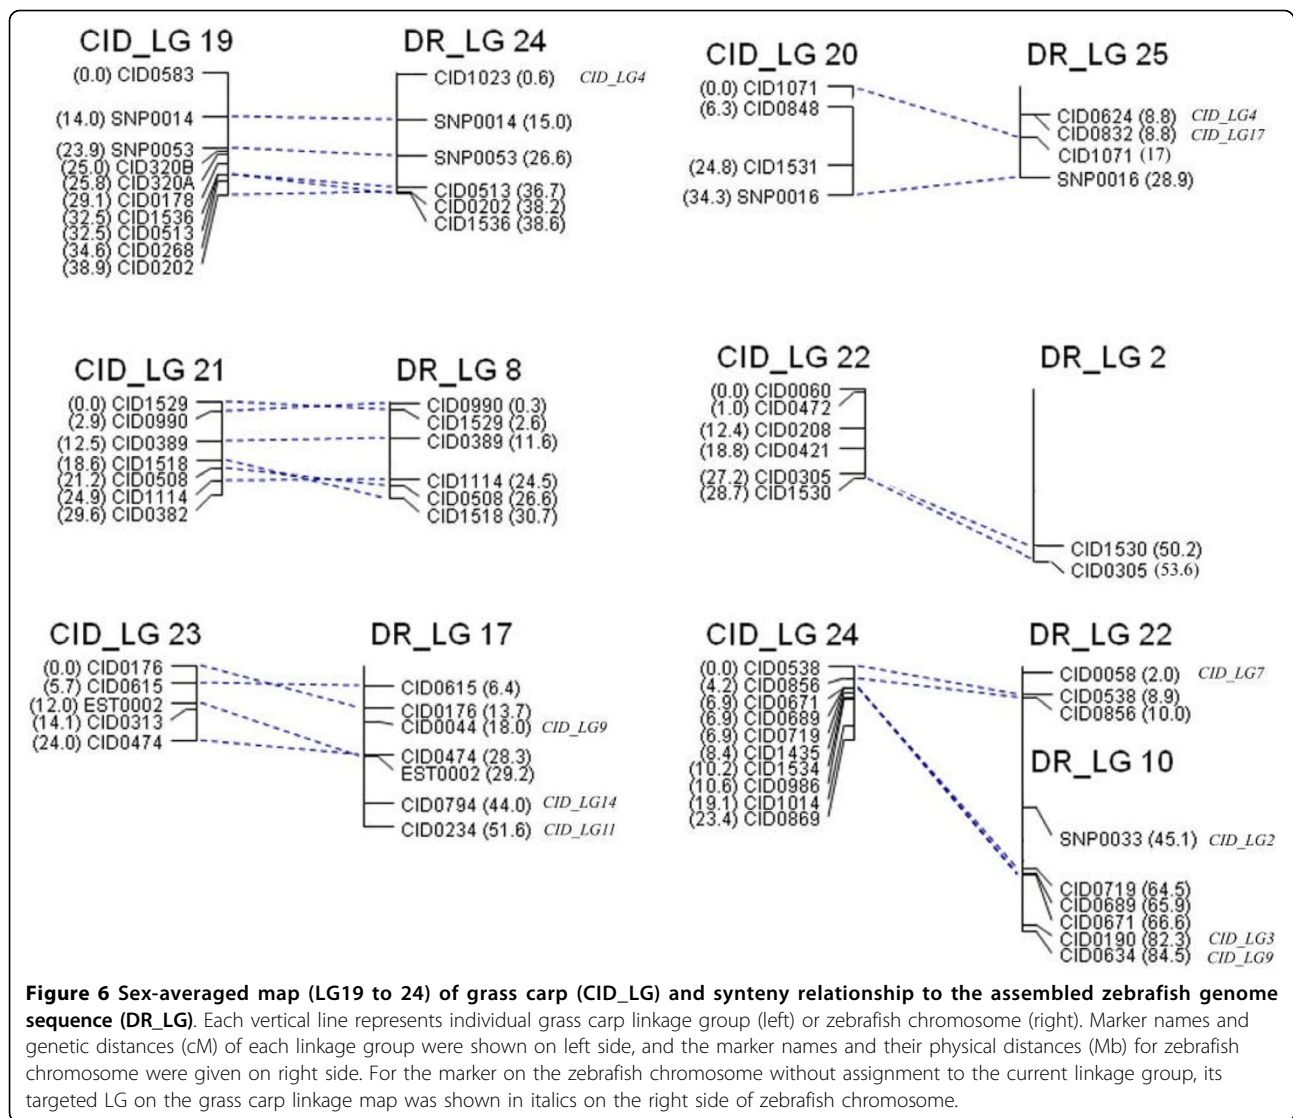 CID_LG 19
(0.0) CID0583
(14.0) SNP0014
(23.9) SNP0053
(25.0) CID320B
(25.8) CID320A
(29.1) CID0178
(32.5) CID1536
(32.5) CID0513
(34.6) CID0268
(38.9) CID0202
DR_LG 24
CID1023 (0.6) CID_LG4
SNP0014 (15.0)
SNP0053 (26.6)
CID0513 (36.7)
CID0202 (38.2)
CID1536 (38.6)
CID_LG 20
(0.0) CID1071
(6.3) CID0848
(24.8) CID1531
(34.3) SNP0016
DR_LG 25
CID0624 (8.8) CID_LG4
CID0832 (8.8) CID_LG17
CID1071 (17)
SNP0016 (28.9)
CID_LG 21
(0.0) CID1529
(2.9) CID0990
(12.5) CID0389
(18.6) CID1518
(21.2) CID0508
(24.9) CID1114
(29.6) CID0382
DR_LG 8
CID0990 (0.3)
CID1529 (2.6)
CID0389 (11.6)
CID1114 (24.5)
CID0508 (26.6)
CID1518 (30.7)
CID_LG 22
(0.0) CID0060
(1.0) CID0472
(12.4) CID0208
(18.8) CID0421
(27.2) CID0305
(28.7) CID1530
DR_LG 2
CID1530 (50.2)
CID0305 (53.6)
CID_LG 23
(0.0) CID0176
(5.7) CID0615
(12.0) EST0002
(14.1) CID0313
(24.0) CID0474
DR_LG 17
CID0615 (6.4)
CID0176 (13.7)
CID0044 (18.0) CID_LG9
CID0474 (28.3)
EST0002 (29.2)
CID0794 (44.0) CID_LG14
CID0234 (51.6) CID_LG11
CID_LG 24
(0.0) CID0538
(4.2) CID0856
(6.9) CID0671
(6.9) CID0689
(6.9) CID0719
(8.4) CID1435
(10.2) CID1534
(10.6) CID0986
(19.1) CID1014
(23.4) CID0869
DR_LG 22
CID0058 (2.0) CID_LG7
CID0538 (8.9)
CID0856 (10.0)
DR_LG 10
SNP0033 (45.1) CID_LG2
CID0719 (64.5)
CID0689 (65.9)
CID0671 (66.6)
CID0190 (82.3) CID_LG3
CID0634 (84.5) CID_LG9
Figure 6 Sex-averaged map (LG19 to 24) of grass carp (CID_LG) and synteny relationship to the assembled zebrafish genome
sequence (DR_LG). Each vertical line represents individual grass carp linkage group (left) or zebrafish chromosome (right). Marker names and
genetic distances (cM) of each linkage group were shown on left side, and the marker names and their physical distances (Mb) for zebrafish
chromosome were given on right side. For the marker on the zebrafish chromosome without assignment to the current linkage group, its
targeted LG on the grass carp linkage map was shown in italics on the right side of zebrafish chromosome.